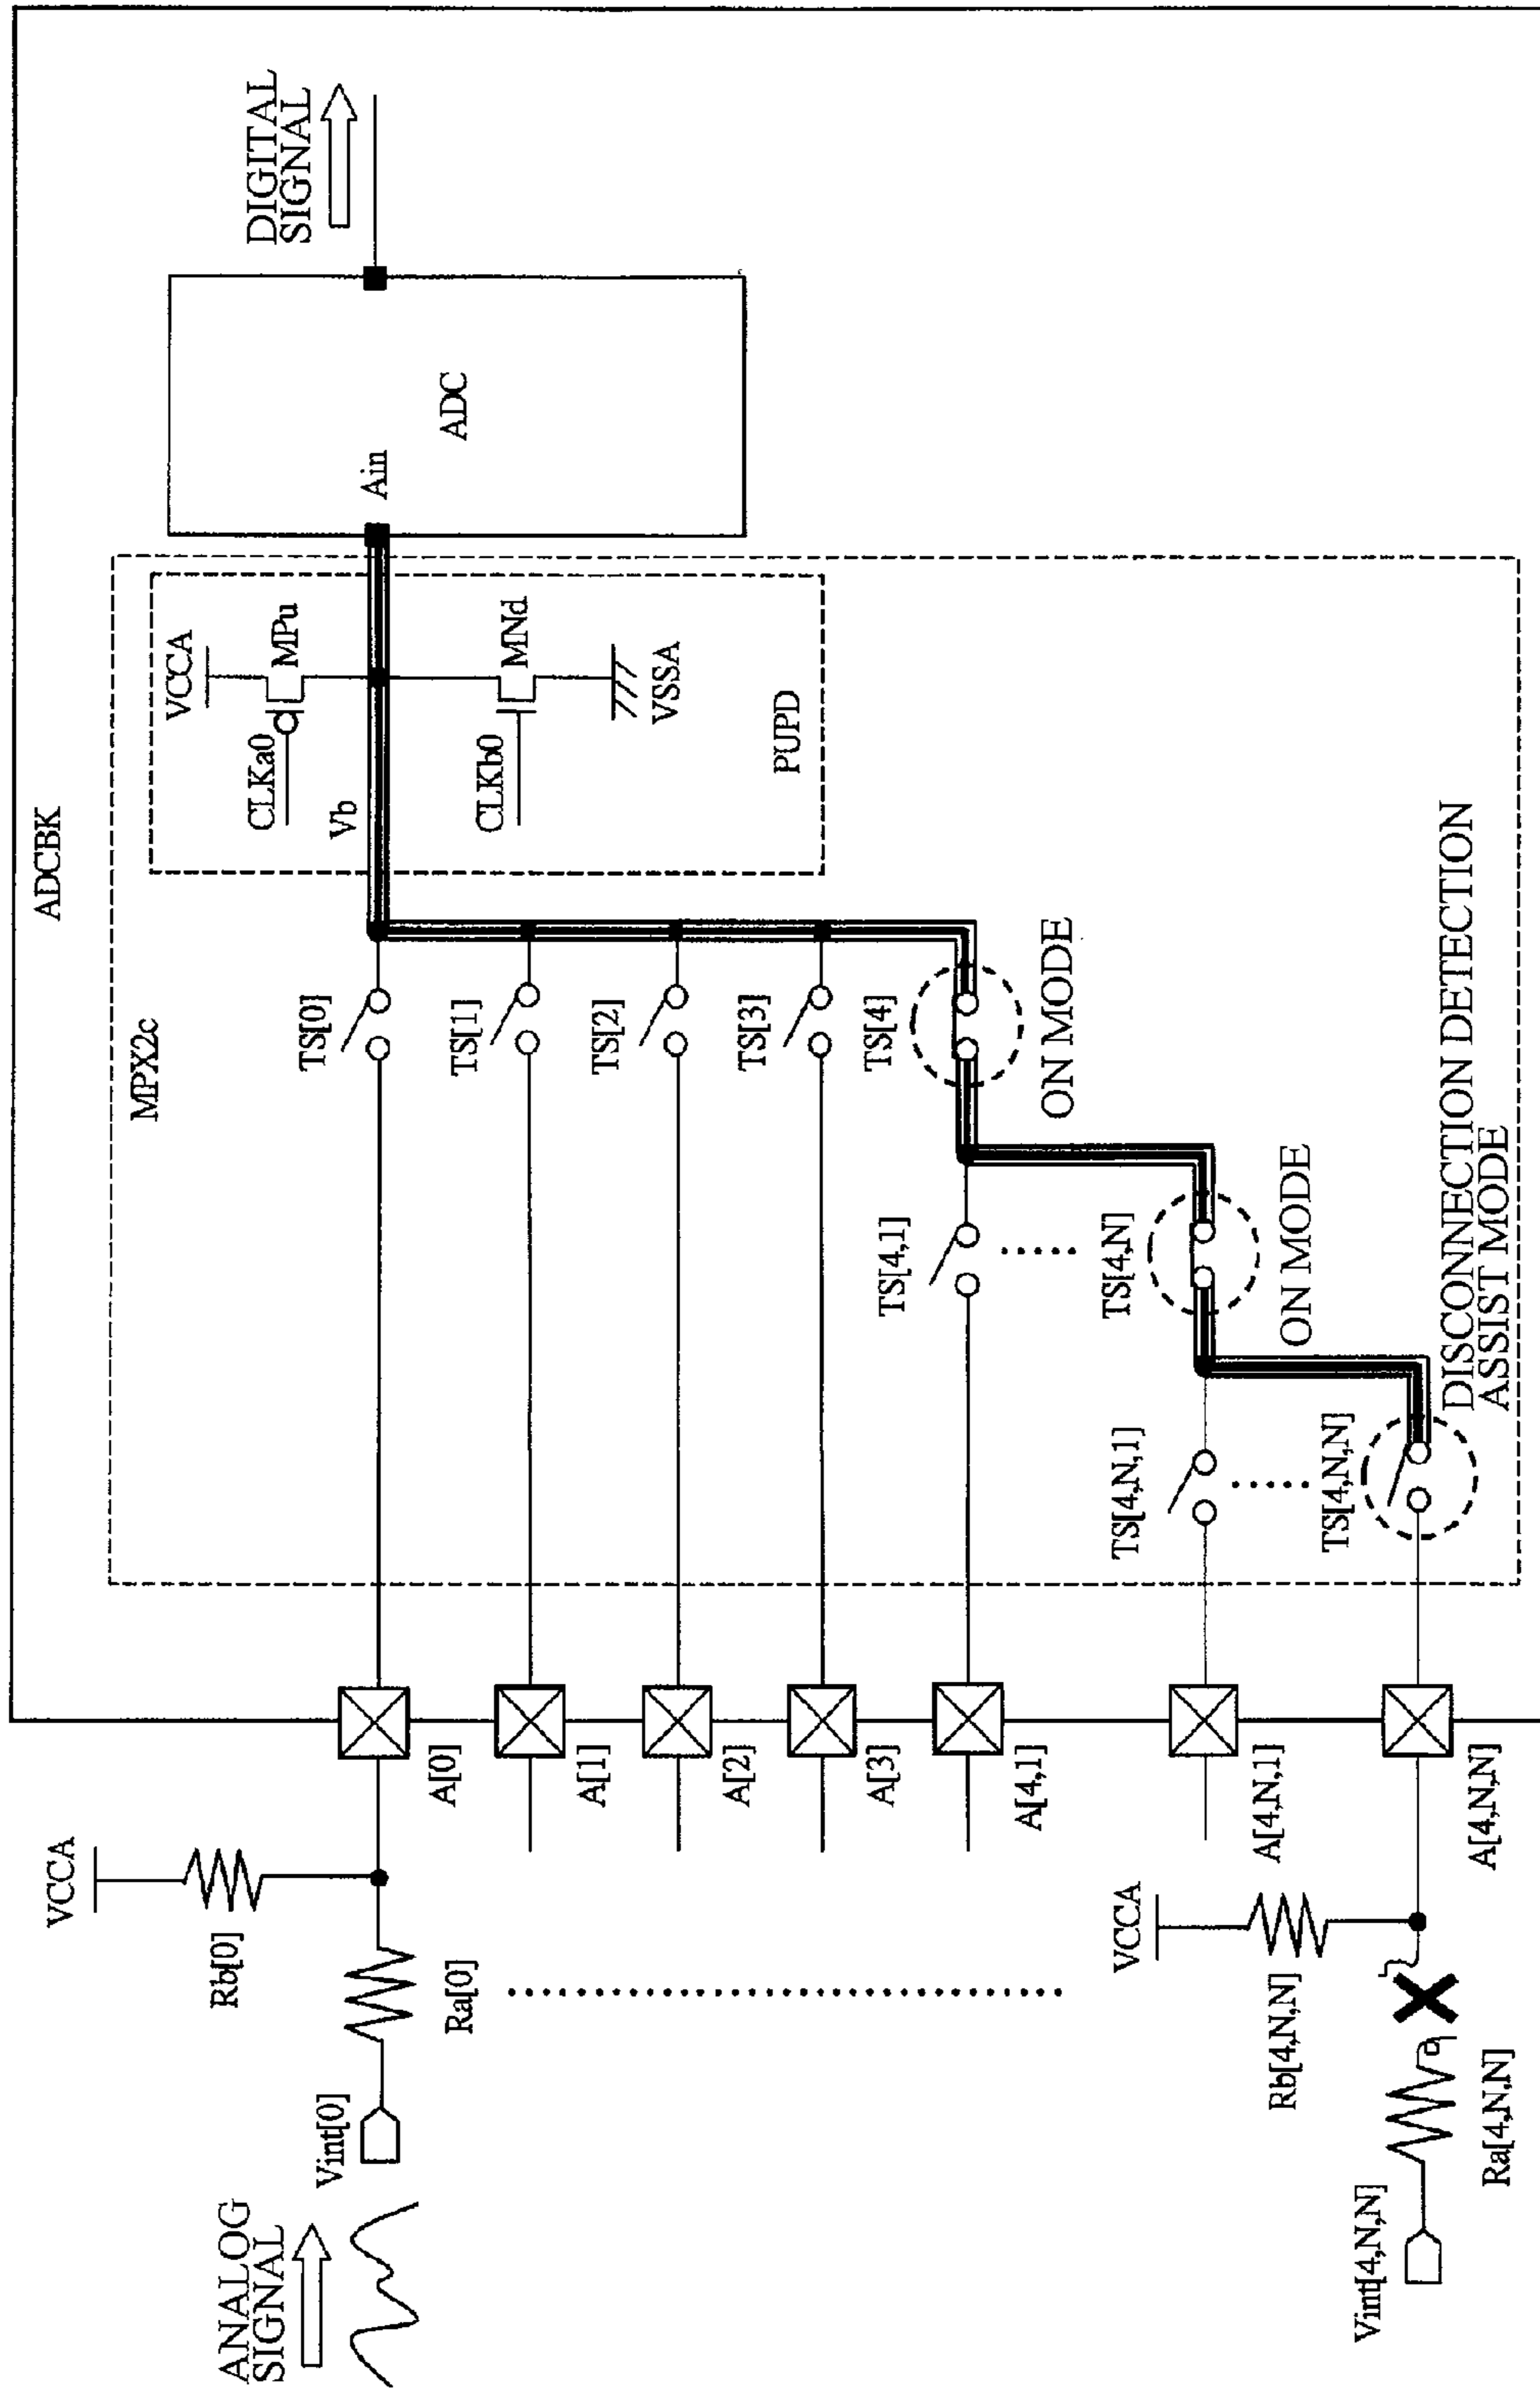 ADCBK
MPX2c
ANALOG
SIGNAL
Vint[0]
Ra[0]
Rb[0]
VCCA
A[0]
A[1]
A[2]
A[3]
A[4,1]
A[4,N,1]
A[4,N,N]
TS[0]
TS[1]
TS[2]
TS[3]
TS[4]
ON MODE
TS[4,1]
TS[4,N]
ON MODE
TS[4,N,1]
TS[4,N,N]
DISCONNECTION DETECTION
ASSIST MODE
VCCA
CLKa0
MPu
Vb
CLKb0
MNd
VSSA
PUPD
Ain
ADC
DIGITAL
SIGNAL
VCCA
Rb[4,N,N]
Vint[4,N,N]
Ra[4,N,N]